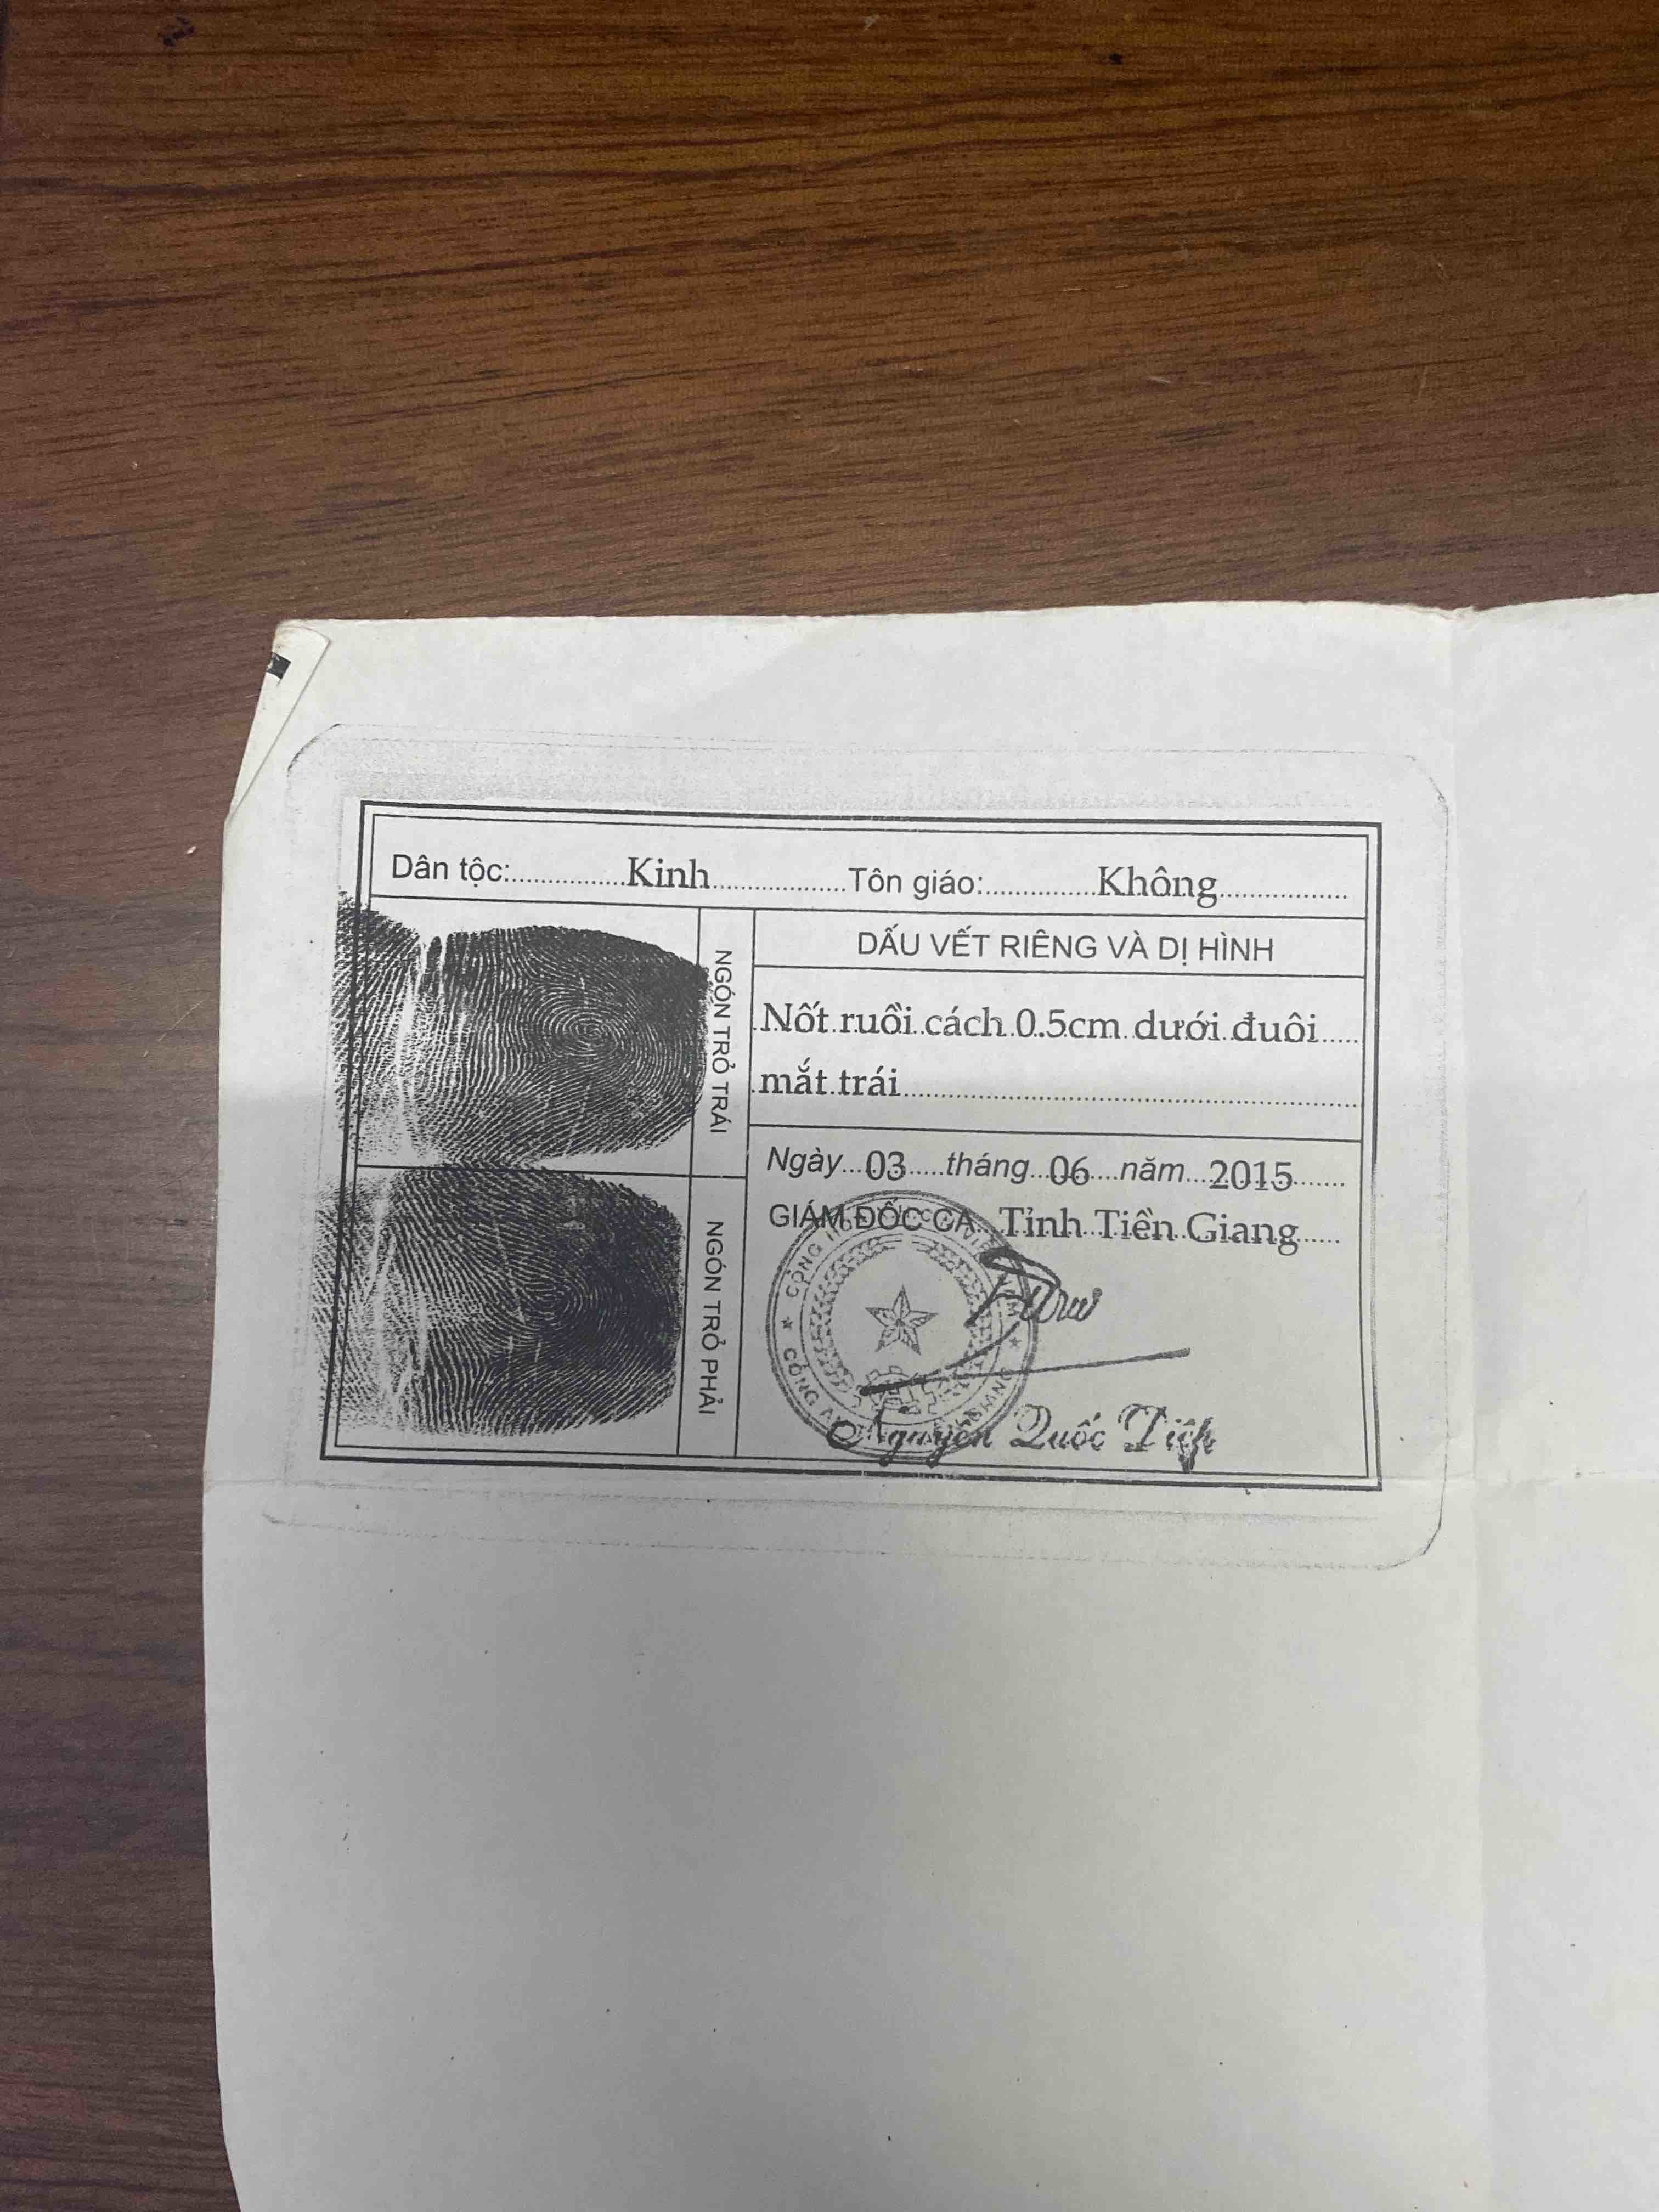 Dân tộc:................Kinh...................Tôn giáo:...............Không..................
NGÓN TRỎ TRÁI
DẤU VẾT RIÊNG VÀ DỊ HÌNH
Nốt ruồi cách 0.5cm dưới đuôi
mắt trái
NGÓN TRỎ PHẢI
Ngày...03.....tháng...06....năm...2015.......
GIÁM ĐỐC CA. Tỉnh Tiền Giang
Nguyễn Quốc Tiệp